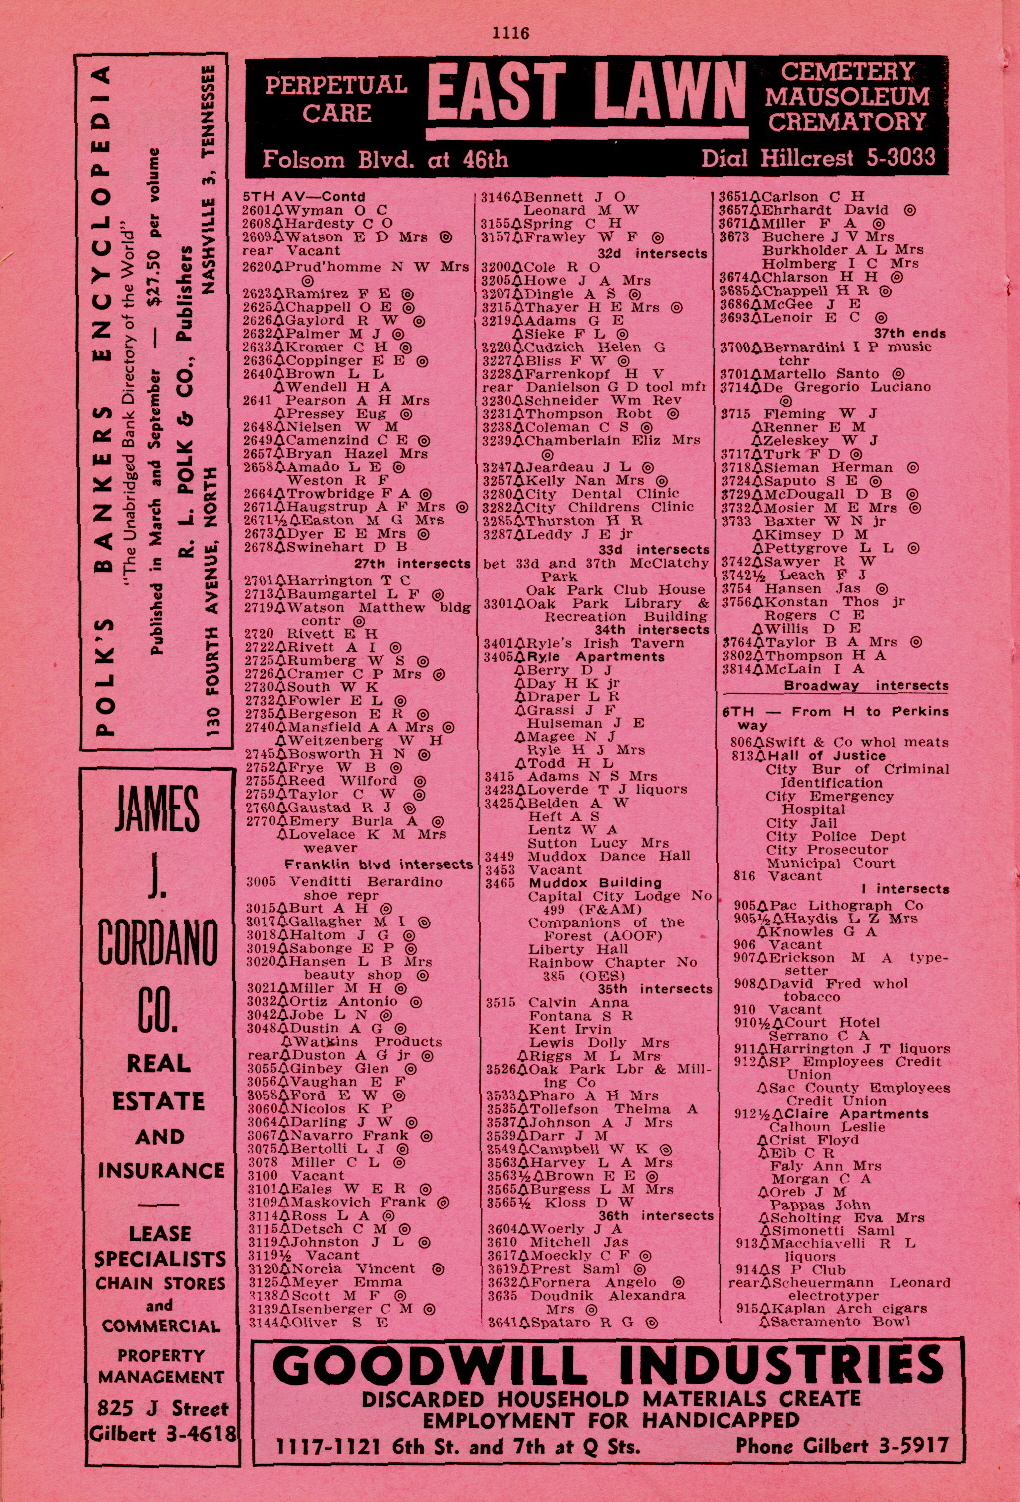 1116
POLK'S BANKERS ENCYCLOPEDIA
"The Unabridged Bank Directory of the World"
Published in March and September — $27.50 per volume
R. L. POLK & CO., Publishers
130 FOURTH AVENUE, NORTH NASHVILLE 3, TENNESSEE
JAMES
J.
CORDANO
CO.
REAL
ESTATE
AND
INSURANCE
LEASE
SPECIALISTS
CHAIN STORES
and
COMMERCIAL
PROPERTY
MANAGEMENT
825 J Street
Gilbert 3-4618
PERPETUAL
CARE
EAST LAWN
CEMETERY
MAUSOLEUM
CREMATORY
Folsom Blvd. at 46th
Dial Hillcrest 5-3033
5TH AV—Contd
2601△Wyman O C
2608△Hardesty C O
2609△Watson E D Mrs ◎
rear Vacant
2620△Prud'homme N W Mrs
◎
2623△Ramirez F E ◎
2625△Chappell O E ◎
2626△Gaylord R W ◎
2632△Palmer M J ◎
2633△Kromer C H ◎
2636△Coppinger E E ◎
2640△Brown L L
△Wendell H A
2641 Pearson A H Mrs
△Pressey Eug ◎
2648△Nielsen W M
2649△Camenzind C E ◎
2657△Bryan Hazel Mrs
2658△Amado L E ◎
Weston R F
2664△Trowbridge F A ◎
2671△Haugstrup A F Mrs ◎
2671½△Easton M G Mrs
2673△Dyer E E Mrs ◎
2678△Swinehart D B
27th intersects
2701△Harrington T C
2713△Baumgartel L F ◎
2719△Watson Matthew bldg
contr ◎
2720 Rivett E H
2722△Rivett A I ◎
2725△Rumberg W S ◎
2726△Cramer C P Mrs ◎
2730△South W K
2732△Fowler E L ◎
2735△Bergeson E R ◎
2740△Mansfield A A Mrs ◎
△Weitzenberg W H
2745△Bosworth H N ◎
2752△Frye W B ◎
2755△Reed Wilford ◎
2759△Taylor C W ◎
2760△Gaustad R J ◎
2770△Emery Burla A ◎
△Lovelace K M Mrs
weaver
Franklin blvd intersects
3005 Venditti Berardino
shoe repr
3015△Burt A H ◎
3017△Gallagher M I ◎
3018△Haltom J G ◎
3019△Sabonge E P ◎
3020△Hansen L B Mrs
beauty shop ◎
3021△Miller M H ◎
3032△Ortiz Antonio ◎
3042△Jobe L N ◎
3048△Dustin A G ◎
△Watkins Products
rear△Duston A G jr ◎
3055△Ginbey Glen ◎
3056△Vaughan E F
3058△Ford E W ◎
3060△Nicolos K P
3064△Darling J W ◎
3067△Navarro Frank ◎
3075△Bertolli L J ◎
3078 Miller C L ◎
3100 Vacant
3101△Eales W E R ◎
3109△Maskovich Frank ◎
3114△Ross L A ◎
3115△Detsch C M ◎
3119△Johnston J L ◎
3119½ Vacant
3120△Norcia Vincent ◎
3125△Meyer Emma
3138△Scott M F ◎
3139△Isenberger C M ◎
3144△Oliver S E
3146△Bennett J O
Leonard M W
3155△Spring C H
3157△Frawley W F ◎
32d intersects
3200△Cole R O
3205△Howe J A Mrs
3207△Dingle A S ◎
3215△Thayer H E Mrs ◎
3219△Adams G E
△Sieke F L ◎
3220△Cudzich Helen G
3227△Bliss F W ◎
3228△Farrenkopf H V
rear Danielson G D tool mfr
3230△Schneider Wm Rev
3231△Thompson Robt ◎
3238△Coleman C S ◎
3239△Chamberlain Eliz Mrs
◎
3247△Jeardeau J L ◎
3257△Kelly Nan Mrs ◎
3280△City Dental Clinic
3282△City Childrens Clinic
3285△Thurston H R
3287△Leddy J E jr
33d intersects
bet 33d and 37th McClatchy
Park
Oak Park Club House
3301△Oak Park Library &
Recreation Building
34th intersects
3401△Ryle's Irish Tavern
3405△Ryle Apartments
△Berry D J
△Day H K jr
△Draper L R
△Grassi J F
Huiseman J E
△Magee N J
Ryle H J Mrs
△Todd H L
3415 Adams N S Mrs
3423△Loverde T J liquors
3425△Belden A W
Heft A S
Lentz W A
Sutton Lucy Mrs
3449 Muddox Dance Hall
3453 Vacant
3465 Muddox Building
Capital City Lodge No
499 (F&AM)
Companions of the
Forest (AOOF)
Liberty Hall
Rainbow Chapter No
385 (OES)
35th intersects
3515 Calvin Anna
Fontana S R
Kent Irvin
Lewis Dolly Mrs
△Riggs M L Mrs
3526△Oak Park Lbr & Mill-
ing Co
3533△Pharo A H Mrs
3535△Tollefson Thelma A
3537△Johnson A J Mrs
3539△Darr J M
3549△Campbell W K ◎
3563△Harvey L A Mrs
3563½△Brown E E ◎
3565△Burgess L M Mrs
3565½ Kloss D W
36th intersects
3604△Woerly J A
3610 Mitchell Jas
3617△Moeckly C F ◎
3619△Prest Saml ◎
3632△Fornera Angelo ◎
3635 Doudnik Alexandra
Mrs ◎
3641△Spataro R G ◎
3651△Carlson C H
3657△Ehrhardt David ◎
3671△Miller F A ◎
3673 Buchere J V Mrs
Burkholder A L Mrs
Holmberg I C Mrs
3674△Chlarson H H ◎
3685△Chappell H R ◎
3686△McGee J E
3693△Lenoir E C ◎
37th ends
3700△Bernardini I P music
tchr
3701△Martello Santo ◎
3714△De Gregorio Luciano
◎
3715 Fleming W J
△Renner E M
△Zeleskey W J
3717△Turk F D ◎
3718△Sieman Herman ◎
3724△Saputo S E ◎
3729△McDougall D B ◎
3732△Mosier M E Mrs ◎
3733 Baxter W N jr
△Kimsey D M
△Pettygrove L L ◎
3742△Sawyer R W
3742½ Leach F J
3754 Hansen Jas ◎
3756△Konstan Thos jr
Rogers C E
△Willis D E
3764△Taylor B A Mrs ◎
3802△Thompson H A
3814△McLain I A
Broadway intersects
6TH — From H to Perkins
way
806△Swift & Co whol meats
813△Hall of Justice
City Bur of Criminal
Identification
City Emergency
Hospital
City Jail
City Police Dept
City Prosecutor
Municipal Court
816 Vacant
I intersects
905△Pac Lithograph Co
905½△Haydis L Z Mrs
△Knowles G A
906 Vacant
907△Erickson M A type-
setter
908△David Fred whol
tobacco
910 Vacant
910½△Court Hotel
Serrano C A
911△Harrington J T liquors
912△SP Employees Credit
Union
△Sac County Employees
Credit Union
912½△Claire Apartments
Calhoun Leslie
△Crist Floyd
△Eib C R
Faly Ann Mrs
Morgan C A
△Oreb J M
Pappas John
△Scholting Eva Mrs
△Simonetti Saml
913△Macchiavelli R L
liquors
914△S P Club
rear△Scheuermann Leonard
electrotyper
915△Kaplan Arch cigars
△Sacramento Bowl
GOODWILL INDUSTRIES
DISCARDED HOUSEHOLD MATERIALS CREATE
EMPLOYMENT FOR HANDICAPPED
1117-1121 6th St. and 7th at Q Sts.
Phone Gilbert 3-5917